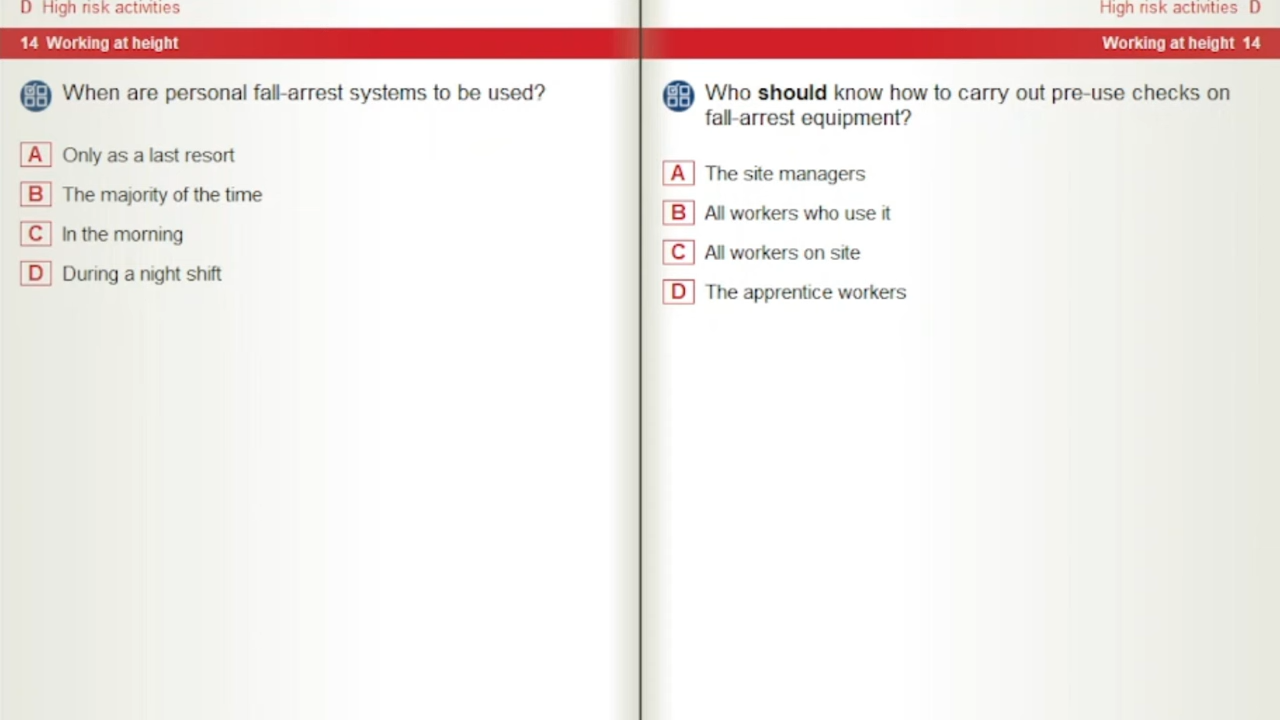 D High risk activities
14 Working at height
When are personal fall-arrest systems to be used?
A Only as a last resort
B The majority of the time
C In the morning
D During a night shift
High risk activities D
Working at height 14
Who should know how to carry out pre-use checks on
fall-arrest equipment?
A The site managers
B All workers who use it
C All workers on site
D The apprentice workers